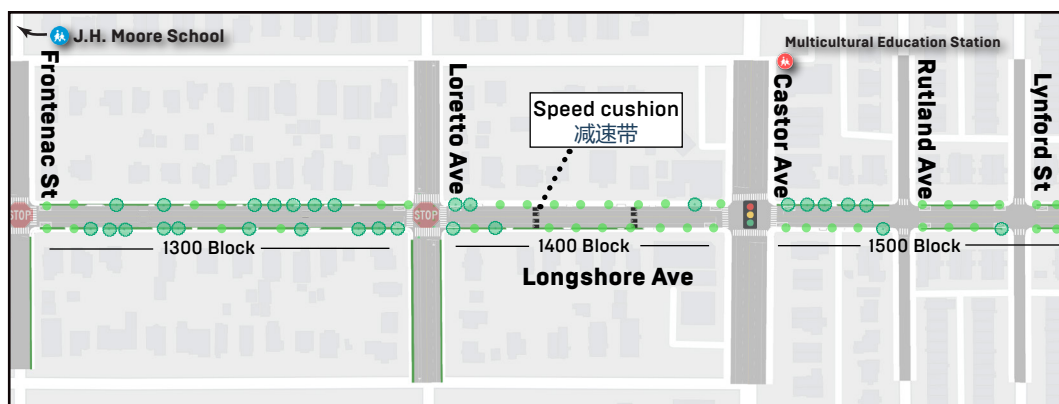 J.H. Moore School
Multicultural Education Station
Frontenac St
Loretto Ave
Speed cushion
减速带
Castor Ave
Rutland Ave
Lynford St
STOP
STOP
1300 Block
1400 Block
1500 Block
Longshore Ave